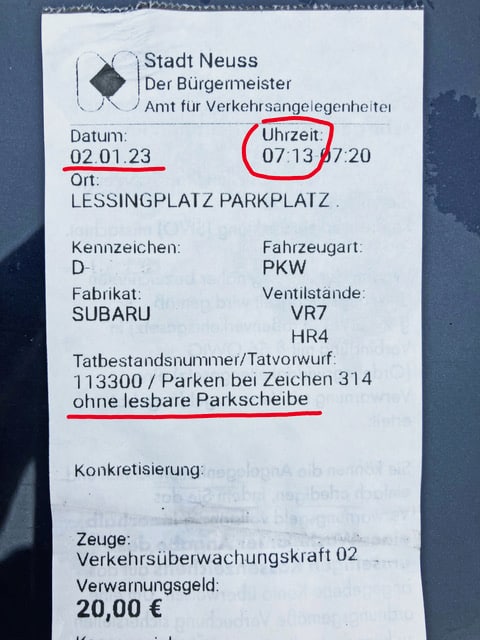 Stadt Neuss
Der Bürgermeister
Amt für Verkehrsangelegenheiten
Datum: Uhrzeit:
02.01.23 07:13-07:20
Ort:
LESSINGPLATZ PARKPLATZ .
Kennzeichen: Fahrzeugart:
D- PKW
Fabrikat: Ventilstände:
SUBARU VR7
HR4
Tatbestandsnummer/Tatvorwurf:
113300 / Parken bei Zeichen 314
ohne lesbare Parkscheibe
Konkretisierung:
Zeuge:
Verkehrsüberwachungskraft 02
Verwarnungsgeld:
20,00 €